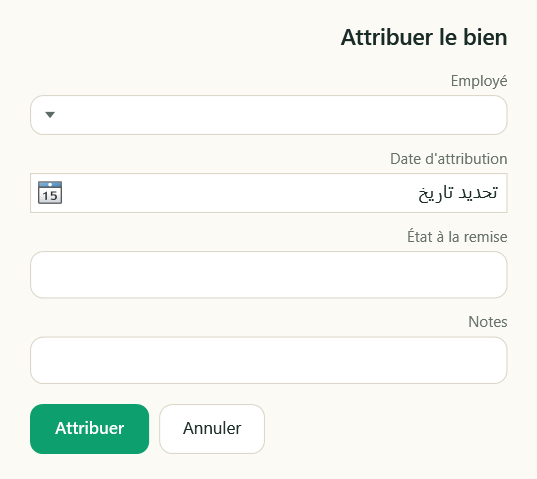 Attribuer le bien
Employé
Date d'attribution
تحديد تاريخ
15
État à la remise
Notes
Attribuer
Annuler